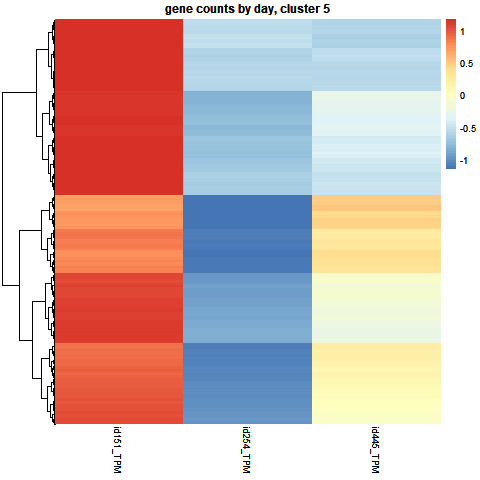 gene counts by day, cluster 5
1
0.5
0
-0.5
-1
id151_TPM
id254_TPM
id445_TPM